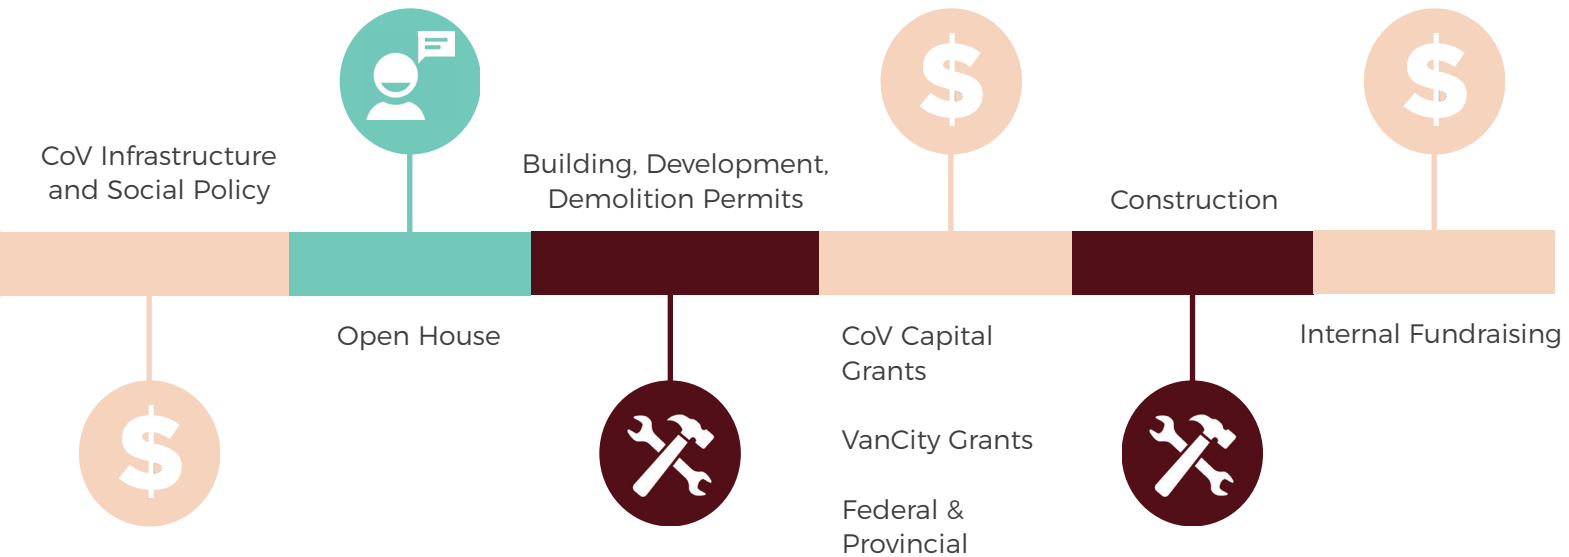 CoV Infrastructure
and Social Policy
Open House
Building, Development,
Demolition Permits
CoV Capital
Grants
VanCity Grants
Federal &
Provincial
Construction
Internal Fundraising